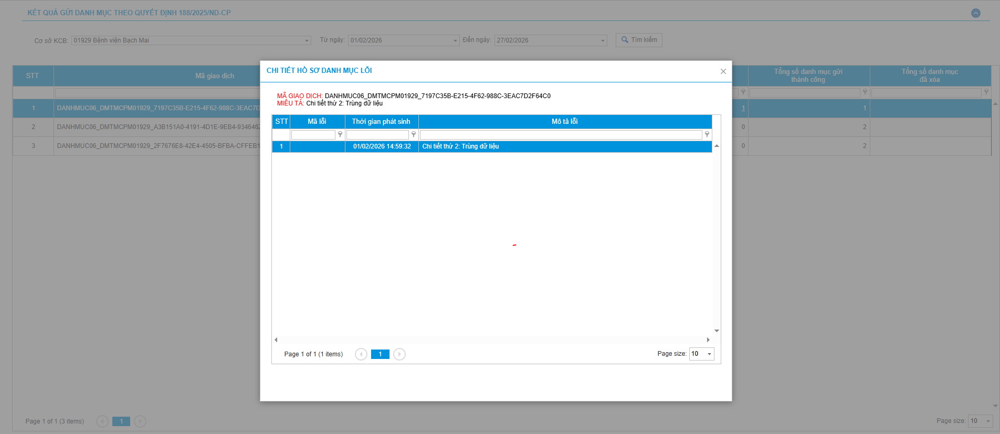 KẾT QUẢ GỬI DANH MỤC THEO QUYẾT ĐỊNH 188/2025/ND-CP
Cơ sở KCB: 01929 Bệnh viện Bạch Mai Từ ngày: 01/02/2026 Đến ngày: 27/02/2026 Tìm kiếm
STT Mã giao dịch Tổng số danh mục gửi thành công Tổng số danh mục đã xóa
1 DANHMUC06_DMTMCPM01929_7197C35B-E215-4F62-988C-3EAC7D 1 1
2 DANHMUC06_DMTMCPM01929_A3B151A0-4191-4D1E-9EB4-934646 0 2
3 DANHMUC06_DMTMCPM01929_2F7676E8-42E4-4505-BFBA-CFFEB1 0 2
CHI TIẾT HỒ SƠ DANH MỤC LỖI
MÃ GIAO DỊCH: DANHMUC06_DMTMCPM01929_7197C35B-E215-4F62-988C-3EAC7D2F64C0
MIÊU TẢ: Chi tiết thứ 2: Trùng dữ liệu
STT Mã lỗi Thời gian phát sinh Mô tả lỗi
1 01/02/2026 14:59:32 Chi tiết thứ 2: Trùng dữ liệu
Page 1 of 1 (1 items) 1 Page size: 10
Page 1 of 1 (3 items) 1 Page size: 10